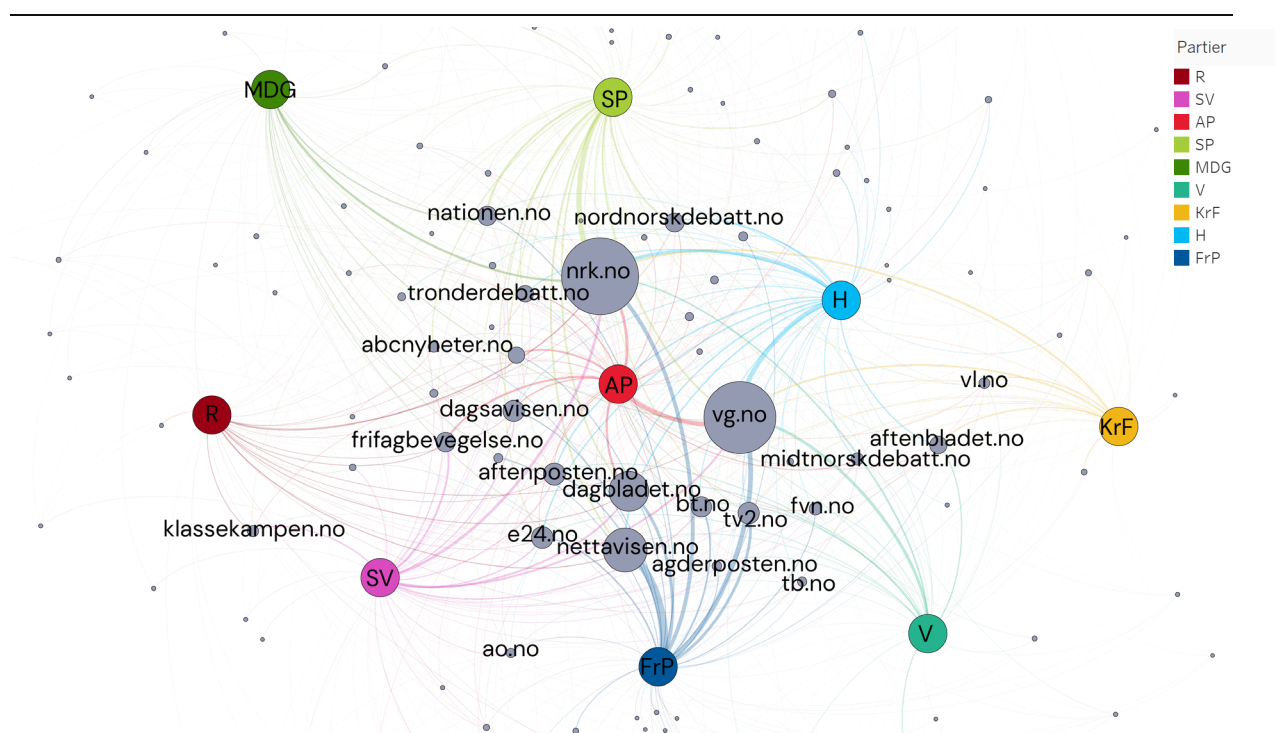 Partier
R
SV
AP
SP
MDG
V
KrF
H
FrP
MDG
SP
nationen.no
nordnorskdebatt.no
nrk.no
tronderdebatt.no
H
abcnyheter.no
AP
vl.no
dagsavisen.no
R
vg.no
KrF
frifagbevegelse.no
aftenbladet.no
midtnorskdebatt.no
aftenposten.no
dagbladet.no
bt.no
tv2.no
fvn.no
klassekampen.no
e24.no
nettavisen.no
agderposten.no
SV
tb.no
V
ao.no
FrP